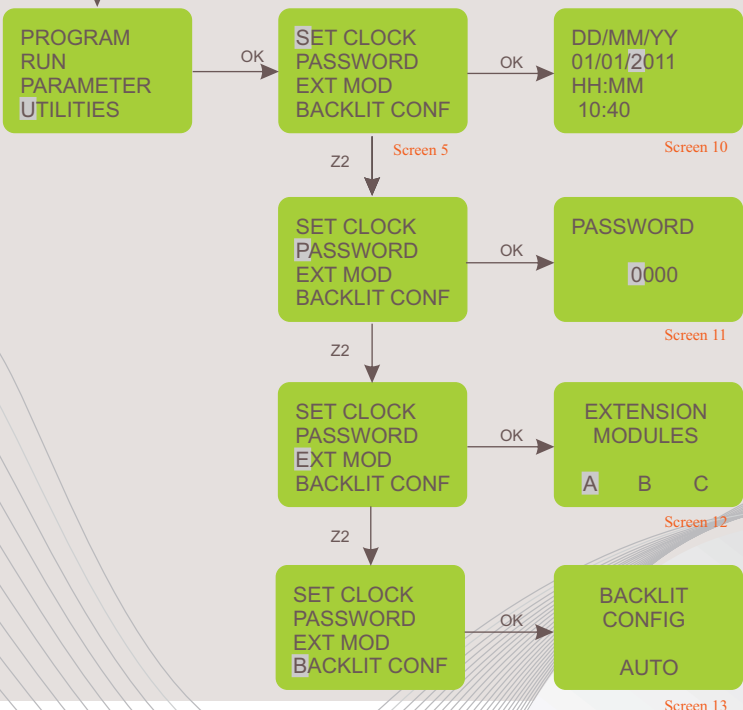 PROGRAM
RUN
PARAMETER
UTILITIES
OK
SET CLOCK
PASSWORD
EXT MOD
BACKLIT CONF
Screen 5
OK
DD/MM/YY
01/01/2011
HH:MM
10:40
Screen 10
Z2
SET CLOCK
PASSWORD
EXT MOD
BACKLIT CONF
OK
PASSWORD
0000
Screen 11
Z2
SET CLOCK
PASSWORD
EXT MOD
BACKLIT CONF
OK
EXTENSION
MODULES
A B C
Screen 12
Z2
SET CLOCK
PASSWORD
EXT MOD
BACKLIT CONF
OK
BACKLIT
CONFIG
AUTO
Screen 13